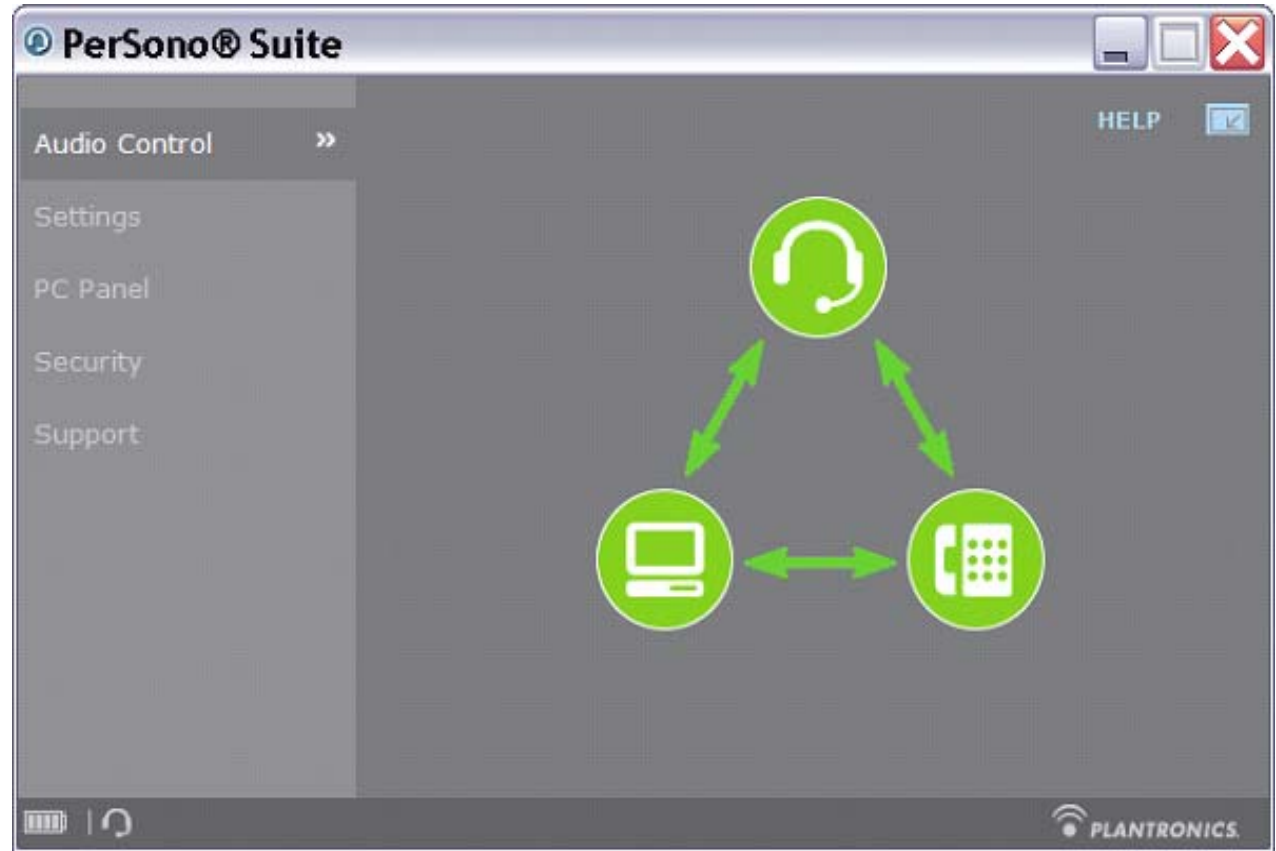 PerSono® Suite
Audio Control »
HELP
Settings
PC Panel
Security
Support
PLANTRONICS.